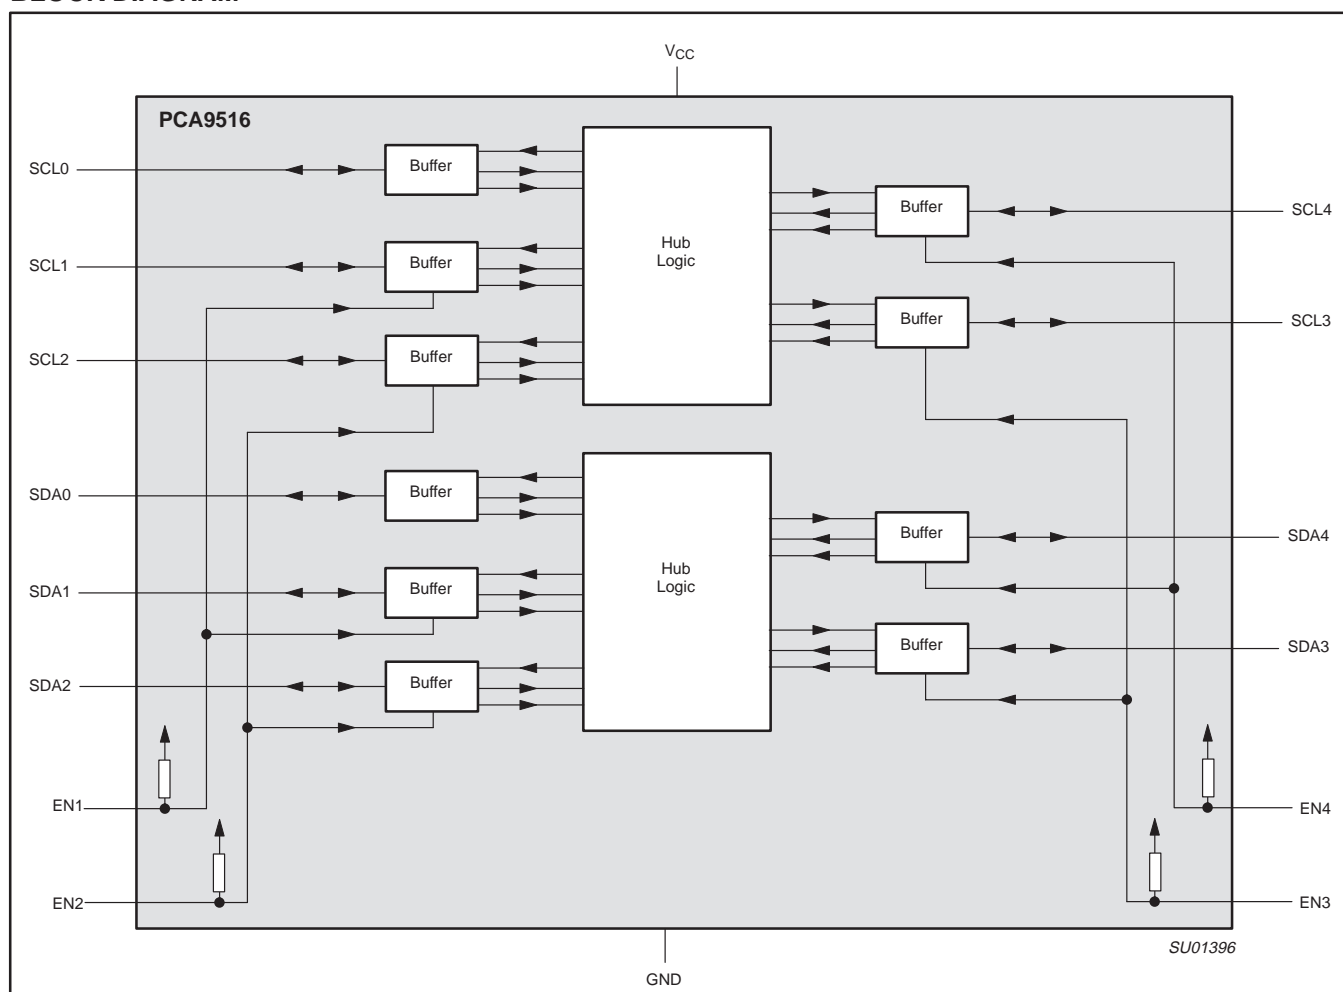 BLOCK DIAGRAM
VCC
PCA9516
SCL0
Buffer
SCL1
Buffer
SCL2
Buffer
Hub
Logic
Buffer
SCL4
Buffer
SCL3
SDA0
Buffer
SDA1
Buffer
SDA2
Buffer
Hub
Logic
Buffer
SDA4
Buffer
SDA3
EN1
EN2
EN4
EN3
GND
SU01396